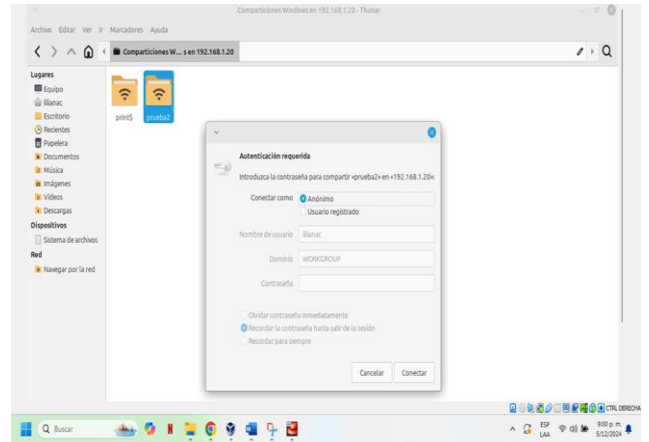 Comparticiones Windows en 192.168.1.20 - Thunar
Archivo Editar Ver Ir Marcadores Ayuda
Comparticiones W... s en 192.168.1.20
Lugares
Equipo
lilianac
Escritorio
Recientes
Papelera
Documentos
Música
Imágenes
Vídeos
Descargas
Dispositivos
Sistema de archivos
Red
Navegar por la red
print$ prueba2
Autenticación requerida
Introduzca la contraseña para compartir «prueba2» en «192.168.1.20»:
Conectar como Anónimo
Usuario registrado
Nombre de usuario lilianac
Dominio WORKGROUP
Contraseña
Olvidar contraseña inmediatamente
Recordar la contraseña hasta salir de la sesión
Recordar para siempre
Cancelar Conectar
CTRL DERECHA
Buscar
ESP
LAA
9:00 p. m.
5/12/2024